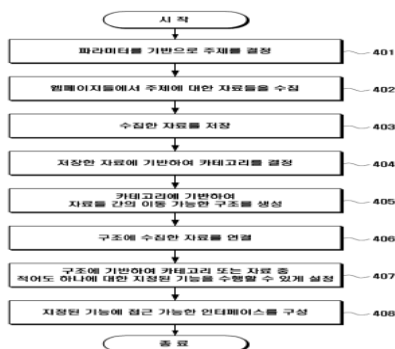 시 작
파라미터를 기반으로 주제를 결정
401
웹페이지들에서 주제에 대한 자료들을 수집
402
수집한 자료를 저장
403
저장한 자료에 기반하여 카테고리를 결정
404
카테고리에 기반하여
자료들 간의 이동 가능한 구조를 생성
405
구조에 수집한 자료를 연결
406
구조에 기반하여 카테고리 또는 자료 중
적어도 하나에 대한 지정된 기능을 수행할 수 있게 설정
407
지정된 기능에 접근 가능한 인터페이스를 구성
408
종 료